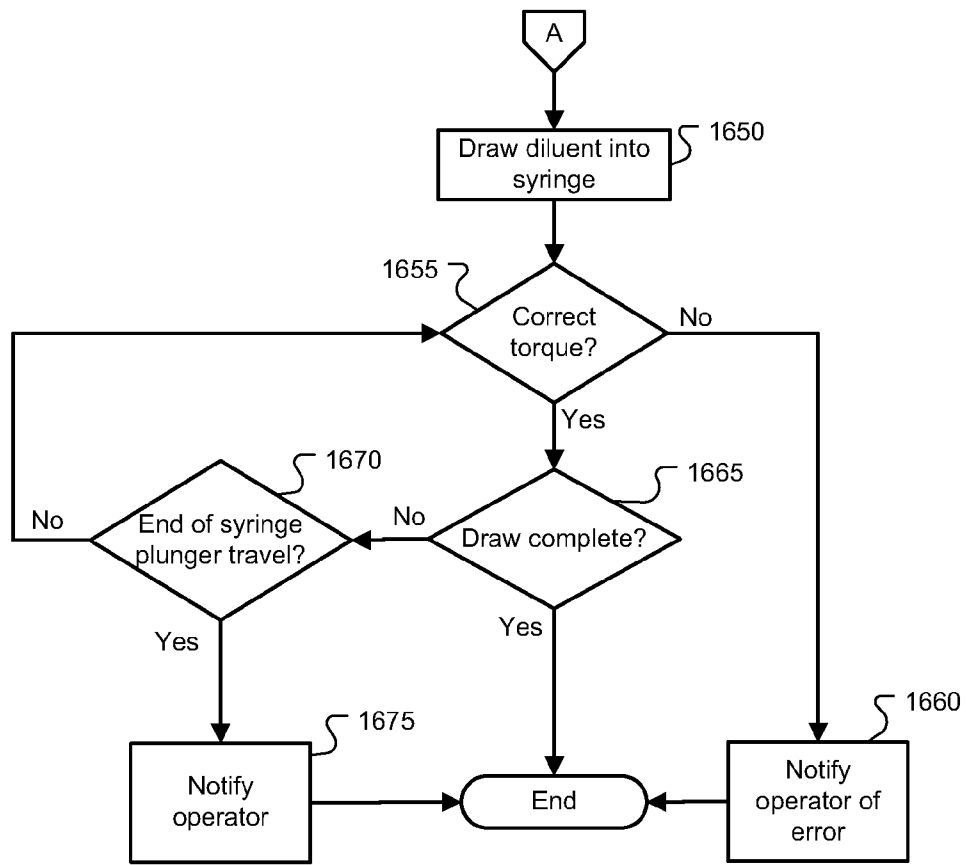 A
Draw diluent into
syringe
1650
1655
Correct
torque?
No
Yes
1670
1665
No
End of syringe
plunger travel?
No
Draw complete?
Yes
Yes
1675
1660
Notify
operator
End
Notify
operator of
error